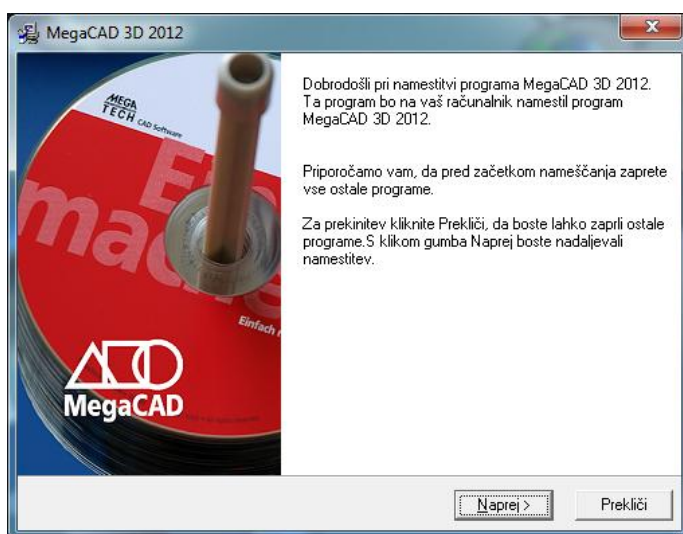 MegaCAD 3D 2012
MEGA
TECH CAD Software
Ein
mache
Einfach
MegaCAD
Dobrodošli pri namestitvi programa MegaCAD 3D 2012.
Ta program bo na vaš računalnik namestil program
MegaCAD 3D 2012.
Priporočamo vam, da pred začetkom nameščanja zaprete
vse ostale programe.
Za prekinitev kliknite Prekliči, da boste lahko zaprli ostale
programe.S klikom gumba Naprej boste nadaljevali
namestitev.
Naprej >
Prekliči